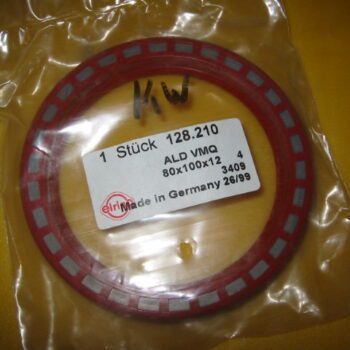 KW
1 Stück 128.210
ALD VMQ
80x100x12 4
3409
elring Made in Germany 26/99